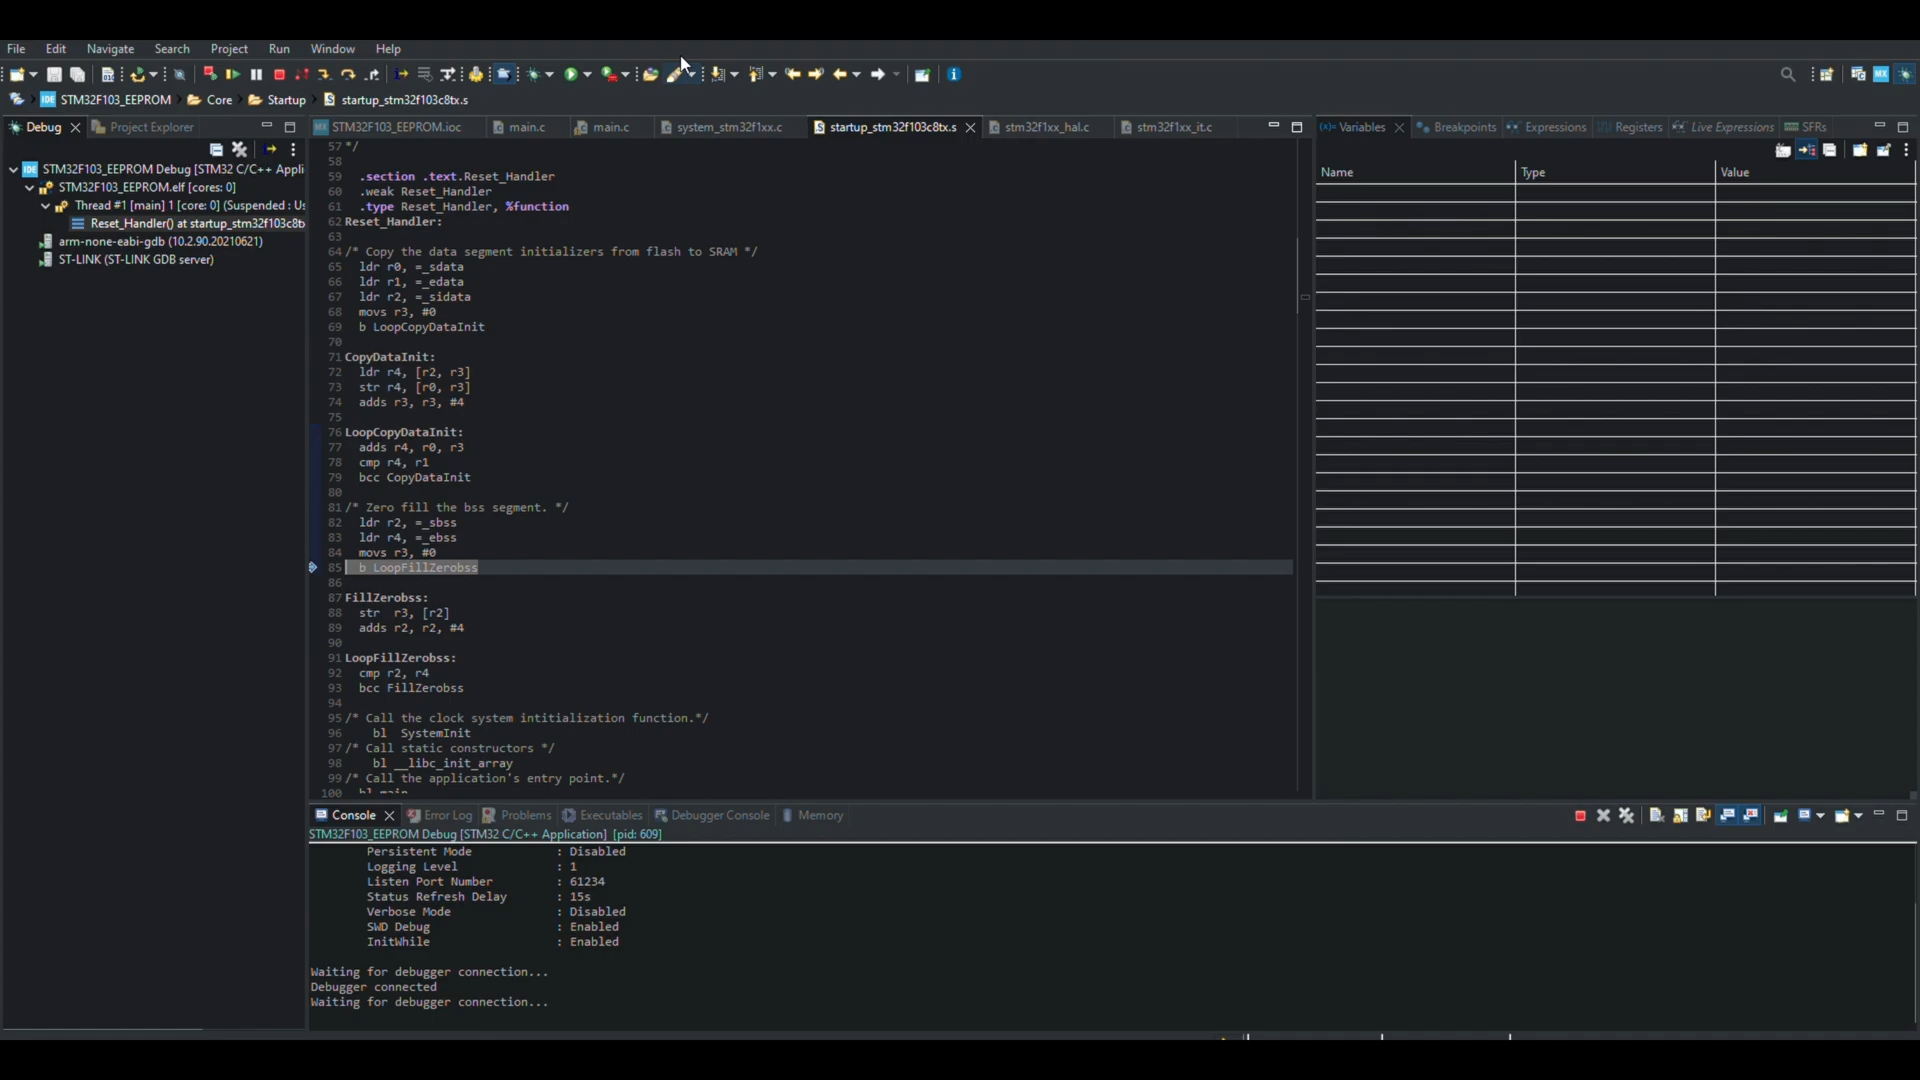 File Edit Navigate Search Project Run Window Help
IDE STM32F103_EEPROM Core Startup startup_stm32f103c8tx.s
Debug Project Explorer
STM32F103_EEPROM Debug [STM32 C/C++ Appli
STM32F103_EEPROM.elf [cores: 0]
Thread #1 [main] 1 [core: 0] (Suspended : Us
Reset_Handler() at startup_stm32f103c8tx
arm-none-eabi-gdb (10.2.90.20210621)
ST-LINK (ST-LINK GDB server)
MX STM32F103_EEPROM.ioc main.c main.c system_stm32f1xx.c startup_stm32f103c8tx.s stm32f1xx_hal.c stm32f1xx_it.c
57 */
58
59 .section .text.Reset_Handler
60 .weak Reset_Handler
61 .type Reset_Handler, %function
62 Reset_Handler:
63
64 /* Copy the data segment initializers from flash to SRAM */
65 ldr r0, =_sdata
66 ldr r1, =_edata
67 ldr r2, =_sidata
68 movs r3, #0
69 b LoopCopyDataInit
70
71 CopyDataInit:
72 ldr r4, [r2, r3]
73 str r4, [r0, r3]
74 adds r3, r3, #4
75
76 LoopCopyDataInit:
77 adds r4, r0, r3
78 cmp r4, r1
79 bcc CopyDataInit
80
81 /* Zero fill the bss segment. */
82 ldr r2, =_sbss
83 ldr r4, =_ebss
84 movs r3, #0
85 b LoopFillZerobss
86
87 FillZerobss:
88 str r3, [r2]
89 adds r2, r2, #4
90
91 LoopFillZerobss:
92 cmp r2, r4
93 bcc FillZerobss
94
95 /* Call the clock system intitialization function.*/
96 bl SystemInit
97 /* Call static constructors */
98 bl __libc_init_array
99 /* Call the application's entry point.*/
100 bl main
(x)= Variables Breakpoints Expressions Registers Live Expressions SFRs
Name Type Value
Console Error Log Problems Executables Debugger Console Memory
STM32F103_EEPROM Debug [STM32 C/C++ Application] [pid: 609]
Persistent Mode : Disabled
Logging Level : 1
Listen Port Number : 61234
Status Refresh Delay : 15s
Verbose Mode : Disabled
SWD Debug : Enabled
InitWhile : Enabled
Waiting for debugger connection...
Debugger connected
Waiting for debugger connection...